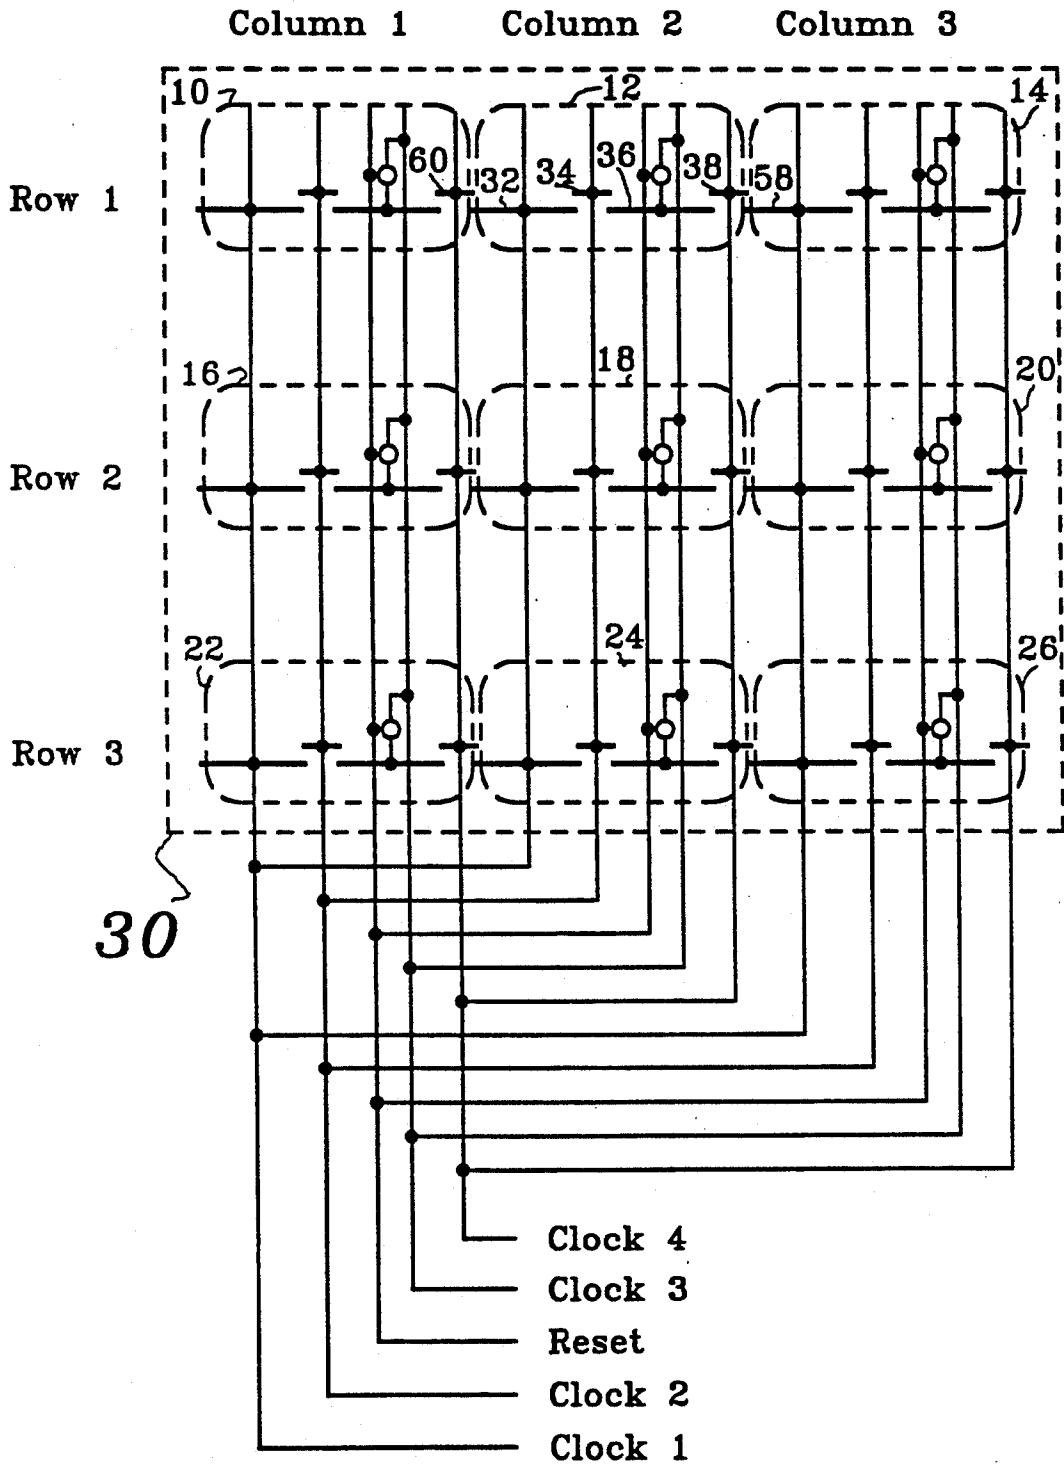 Column 1 Column 2 Column 3
10 12 14
Row 1 60 32 34 36 38 58
16 18 20
Row 2
22 24 26
Row 3
30
Clock 4
Clock 3
Reset
Clock 2
Clock 1